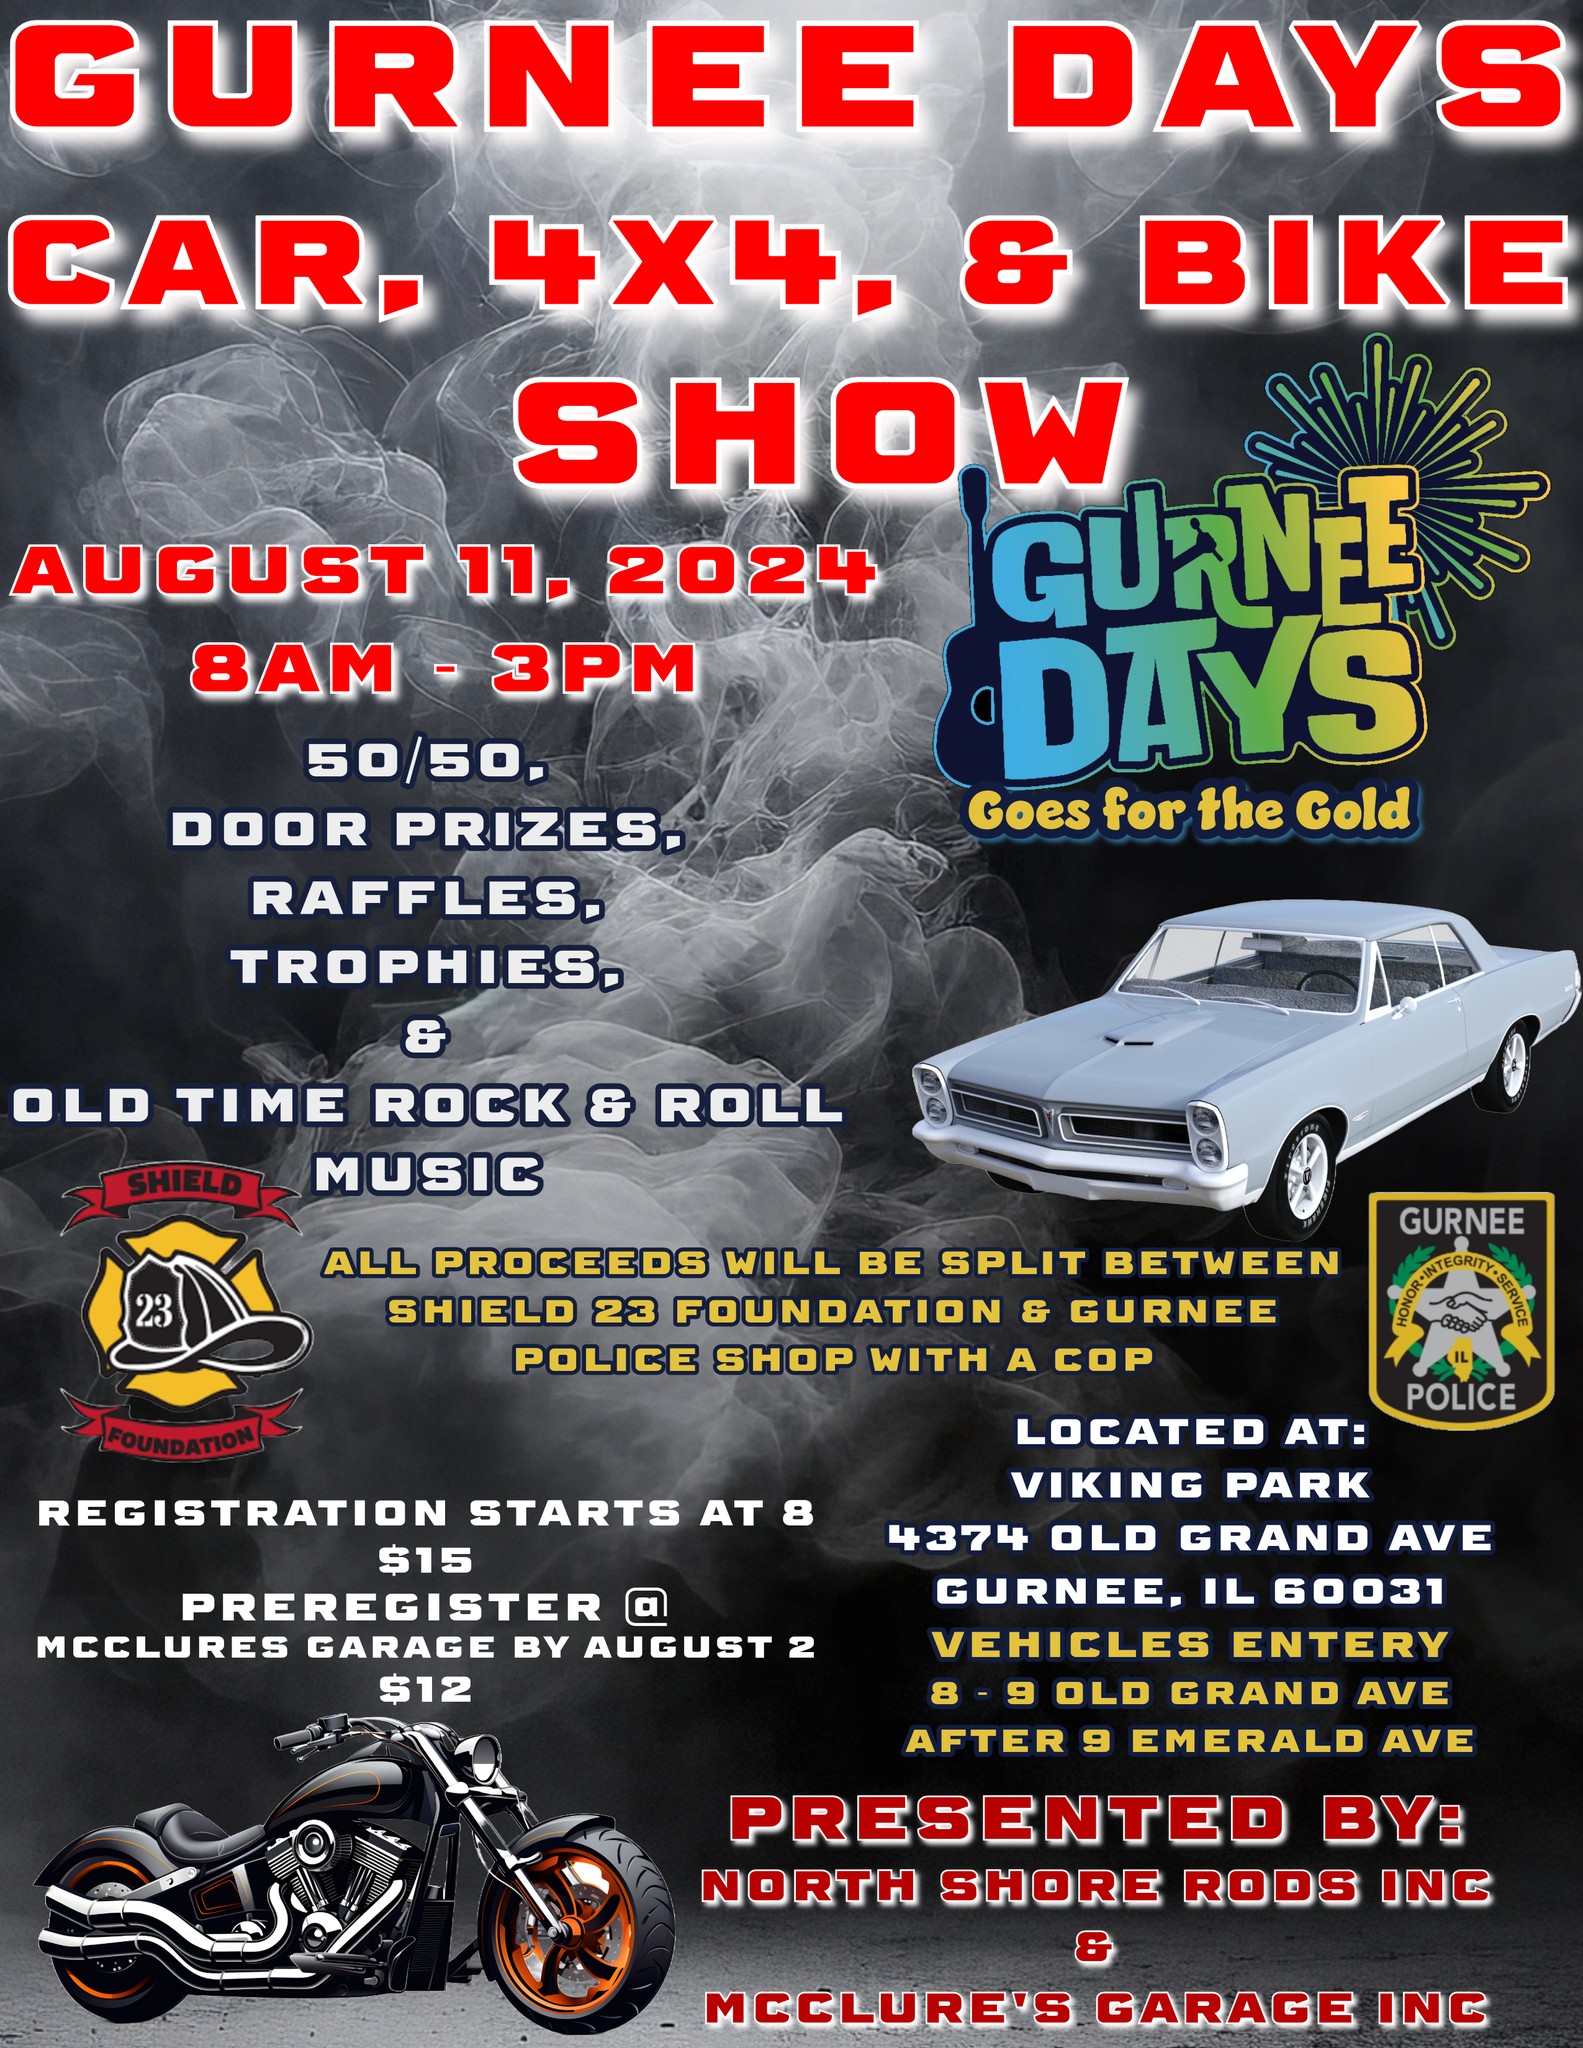 GURNEE DAYS
CAR, 4X4, & BIKE
SHOW
AUGUST 11, 2024
8AM - 3PM
GURNEE
DAYS
Goes for the Gold
50/50,
DOOR PRIZES,
RAFFLES,
TROPHIES,
&
OLD TIME ROCK & ROLL
MUSIC
SHIELD
23
FOUNDATION
ALL PROCEEDS WILL BE SPLIT BETWEEN
SHIELD 23 FOUNDATION & GURNEE
POLICE SHOP WITH A COP
GURNEE
HONOR • INTEGRITY • SERVICE
IL
POLICE
REGISTRATION STARTS AT 8
$15
PREREGISTER @
MCCLURES GARAGE BY AUGUST 2
$12
LOCATED AT:
VIKING PARK
4374 OLD GRAND AVE
GURNEE, IL 60031
VEHICLES ENTERY
8 - 9 OLD GRAND AVE
AFTER 9 EMERALD AVE
PRESENTED BY:
NORTH SHORE RODS INC
&
MCCLURE'S GARAGE INC